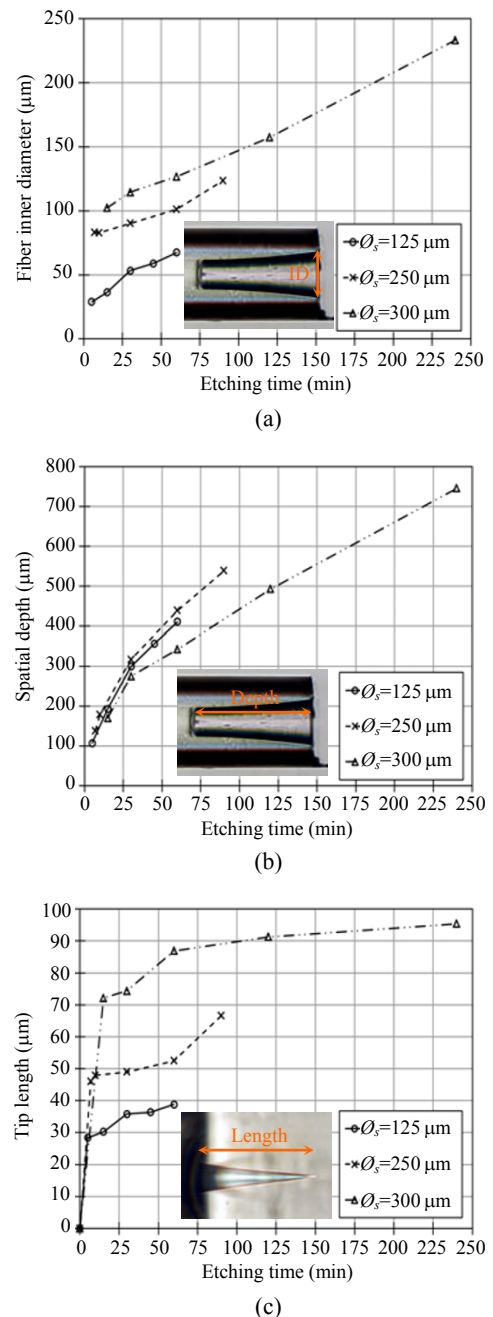 250
200
150
100
50
0
Fiber inner diameter (µm)
ID
Øs=125 µm
Øs=250 µm
Øs=300 µm
0 25 50 75 100 125 150 175 200 225 250
Etching time (min)
(a)
800
700
600
500
400
300
200
100
0
Spatial depth (µm)
Depth
Øs=125 µm
Øs=250 µm
Øs=300 µm
0 25 50 75 100 125 150 175 200 225 250
Etching time (min)
(b)
100
90
80
70
60
50
40
30
20
10
0
Tip length (µm)
Length
Øs=125 µm
Øs=250 µm
Øs=300 µm
0 25 50 75 100 125 150 175 200 225 250
Etching time (min)
(c)